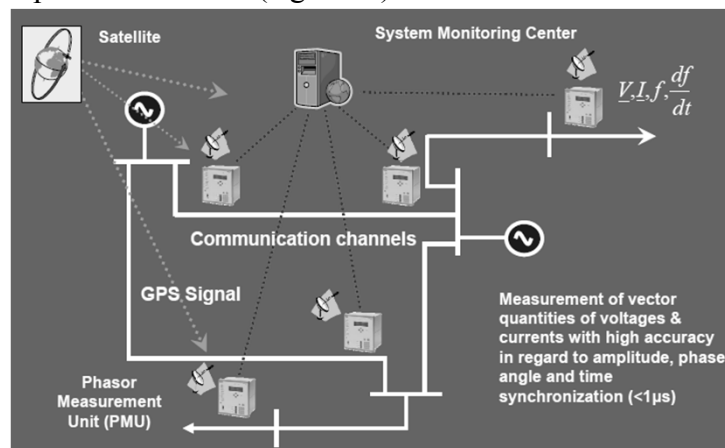 Satellite
System Monitoring Center
V,I,f,df/dt
Communication channels
GPS Signal
Measurement of vector
quantities of voltages &
currents with high accuracy
in regard to amplitude, phase
angle and time
synchronization (<1µs)
Phasor
Measurement
Unit (PMU)